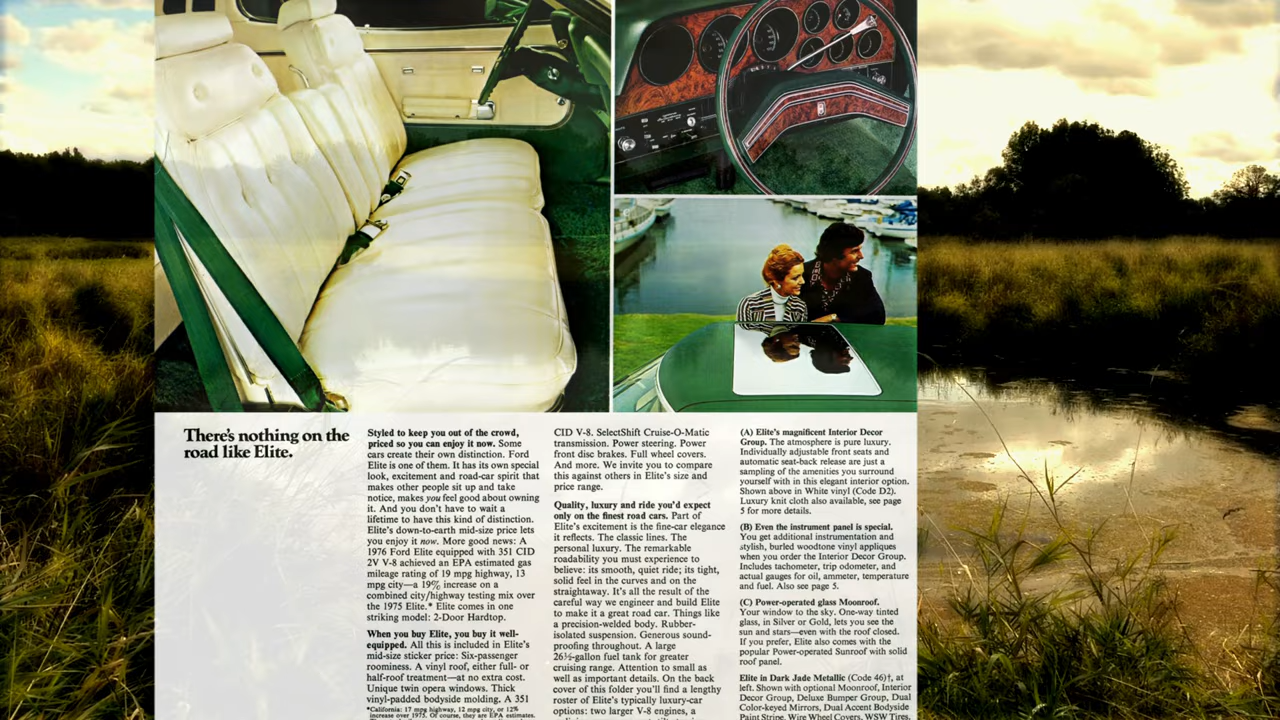 There's nothing on the
road like Elite.
Styled to keep you out of the crowd,
priced so you can enjoy it now. Some
cars create their own distinction. Ford
Elite is one of them. It has its own special
look, excitement and road-car spirit that
makes other people sit up and take
notice, makes you feel good about owning
it. And you don't have to wait a
lifetime to have this kind of distinction.
Elite's down-to-earth mid-size price lets
you enjoy it now. More good news: A
1976 Ford Elite equipped with 351 CID
2V V-8 achieved an EPA estimated gas
mileage rating of 19 mpg highway, 13
mpg city—a 19% increase on a
combined city/highway testing mix over
the 1975 Elite.* Elite comes in one
striking model: 2-Door Hardtop.
When you buy Elite, you buy it well-
equipped. All this is included in Elite's
mid-size sticker price: Six-passenger
roominess. A vinyl roof, either full- or
half-roof treatment—at no extra cost.
Unique twin opera windows. Thick
vinyl-padded bodyside molding. A 351
*California: 17 mpg highway, 12 mpg city, or 12%
increase over 1975. Of course, they are EPA estimates.
CID V-8. SelectShift Cruise-O-Matic
transmission. Power steering. Power
front disc brakes. Full wheel covers.
And more. We invite you to compare
this against others in Elite's size and
price range.
Quality, luxury and ride you'd expect
only on the finest road cars. Part of
Elite's excitement is the fine-car elegance
it reflects. The classic lines. The
personal luxury. The remarkable
roadability you must experience to
believe: its smooth, quiet ride; its tight,
solid feel in the curves and on the
straightaway. It's all the result of the
careful way we engineer and build Elite
to make it a great road car. Things like
a precision-welded body. Rubber-
isolated suspension. Generous sound-
proofing throughout. A large
26½-gallon fuel tank for greater
cruising range. Attention to small as
well as important details. On the back
cover of this folder you'll find a lengthy
roster of Elite's typically luxury-car
options: two larger V-8 engines, a
(A) Elite's magnificent Interior Decor
Group. The atmosphere is pure luxury.
Individually adjustable front seats and
automatic seat-back release are just a
sampling of the amenities you surround
yourself with in this elegant interior option.
Shown above in White vinyl (Code D2).
Luxury knit cloth also available, see page
5 for more details.
(B) Even the instrument panel is special.
You get additional instrumentation and
stylish, burled woodtone vinyl appliques
when you order the Interior Decor Group.
Includes tachometer, trip odometer, and
actual gauges for oil, ammeter, temperature
and fuel. Also see page 5.
(C) Power-operated glass Moonroof.
Your window to the sky. One-way tinted
glass, in Silver or Gold, lets you see the
sun and stars—even with the roof closed.
If you prefer, Elite also comes with the
popular Power-operated Sunroof with solid
roof panel.
Elite in Dark Jade Metallic (Code 46)†, at
left. Shown with optional Moonroof, Interior
Decor Group, Deluxe Bumper Group, Dual
Color-keyed Mirrors, Dual Accent Bodyside
Paint Stripe, Wire Wheel Covers, WSW Tires,